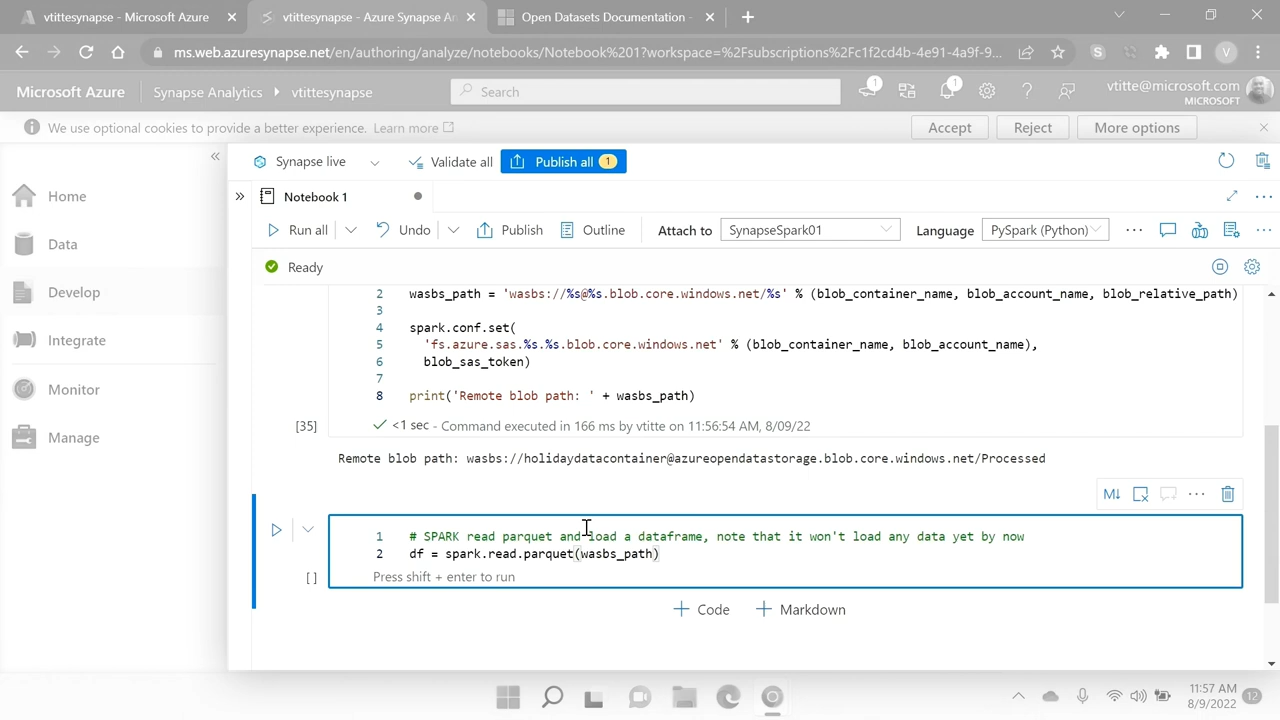 vtittesynapse - Microsoft Azure
vtittesynapse - Azure Synapse An
Open Datasets Documentation -
ms.web.azuresynapse.net/en/authoring/analyze/notebooks/Notebook%201?workspace=%2Fsubscriptions%2Fc1f2cd4b-4e91-4a9f-9...
S
V
Microsoft Azure
Synapse Analytics
vtittesynapse
Search
1
1
vtitte@microsoft.com
MICROSOFT
We use optional cookies to provide a better experience. Learn more
Accept
Reject
More options
Home
Data
Develop
Integrate
Monitor
Manage
Synapse live
Validate all
Publish all 1
Notebook 1
Run all
Undo
Publish
Outline
Attach to
SynapseSpark01
Language
PySpark (Python)
Ready
2 wasbs_path = 'wasbs://%s@%s.blob.core.windows.net/%s' % (blob_container_name, blob_account_name, blob_relative_path)
3
4 spark.conf.set(
5 'fs.azure.sas.%s.%s.blob.core.windows.net' % (blob_container_name, blob_account_name),
6 blob_sas_token)
7
8 print('Remote blob path: ' + wasbs_path)
[35]
<1 sec - Command executed in 166 ms by vtitte on 11:56:54 AM, 8/09/22
Remote blob path: wasbs://holidaydatacontainer@azureopendatastorage.blob.core.windows.net/Processed
M↓
1 # SPARK read parquet and load a dataframe, note that it won't load any data yet by now
2 df = spark.read.parquet(wasbs_path)
[ ]
Press shift + enter to run
+ Code
+ Markdown
11:57 AM
8/9/2022
12